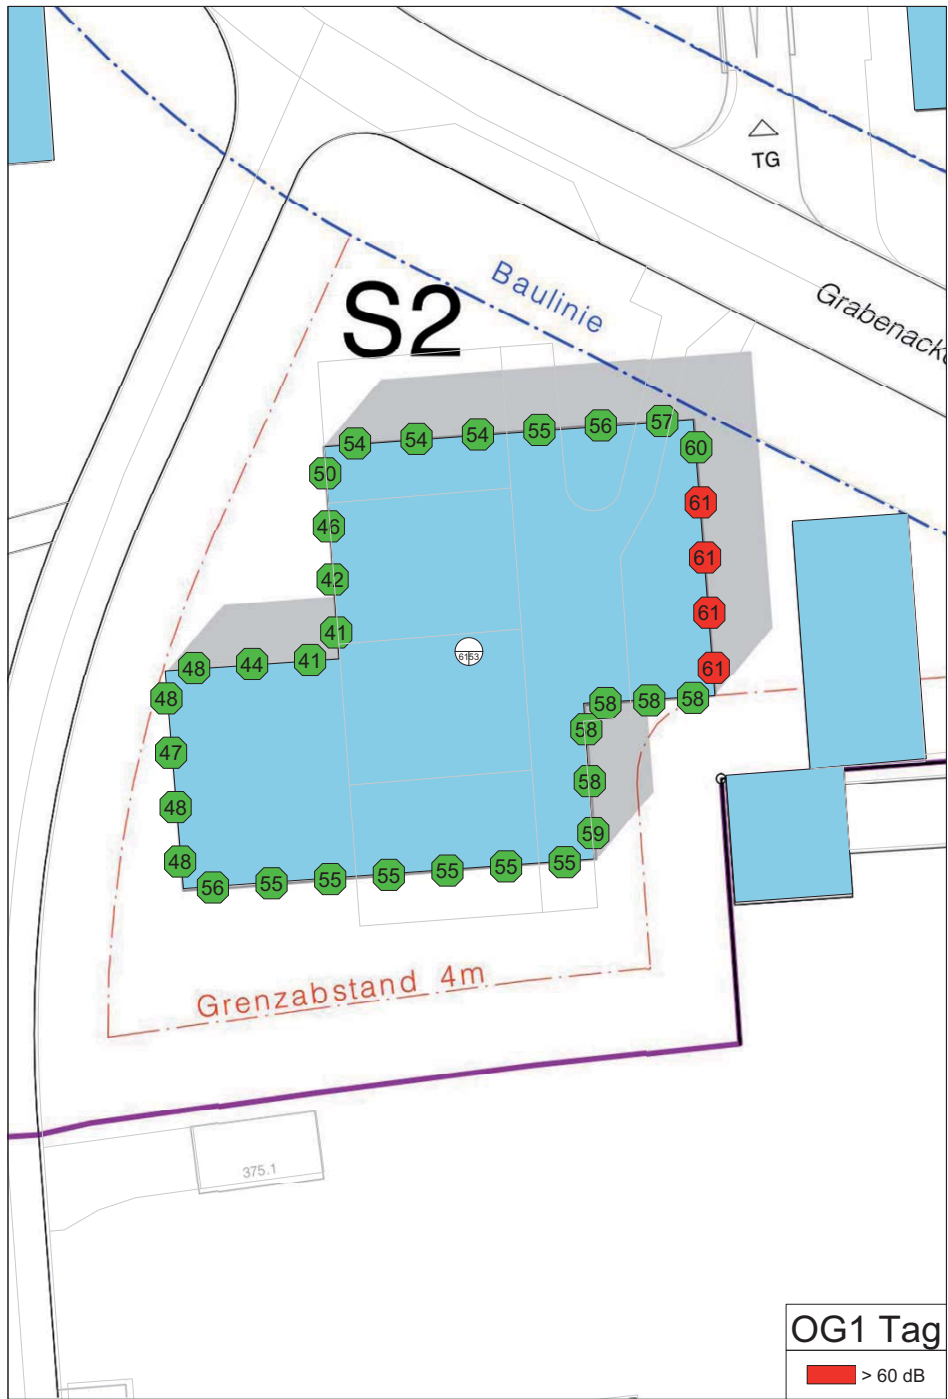 TG
Baulinie
Grabenack
S2
54 54 54 55 56 57
50 60
46 61
42 61
41 61
48 44 41 61
48 58 58 58
47 58
48 58
48 59
56 55 55 55 55 55 55
6153
Grenzabstand 4m
375.1
OG1 Tag
> 60 dB